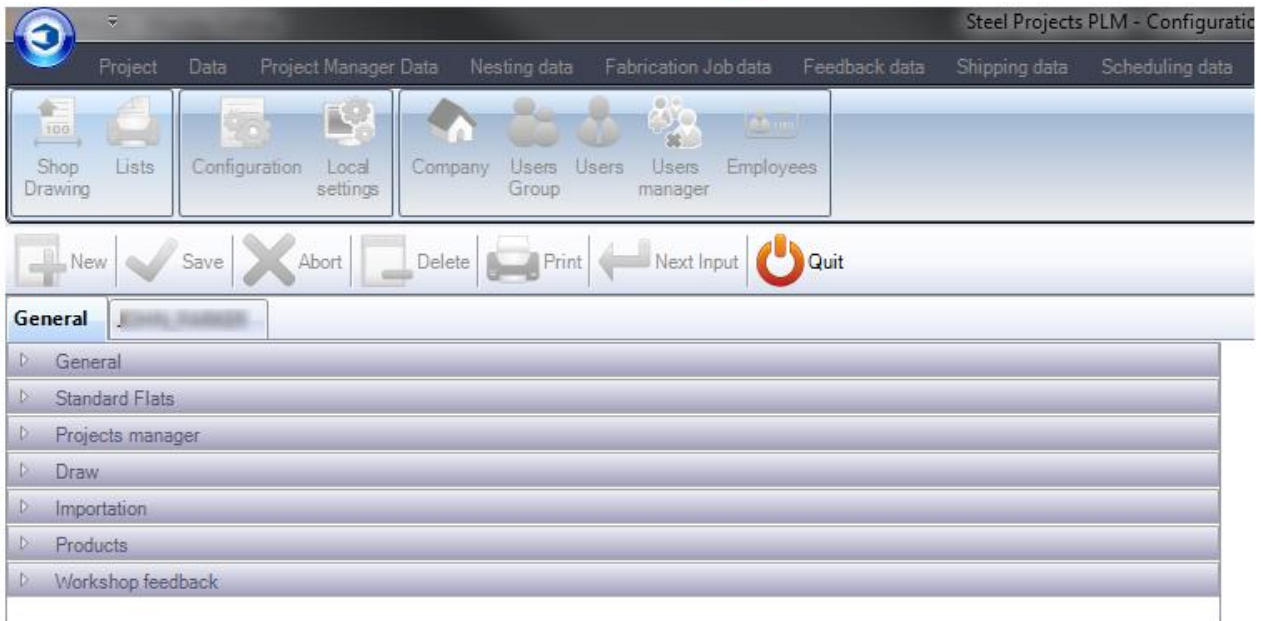 Steel Projects PLM - Configuratio
Project Data Project Manager Data Nesting data Fabrication Job data Feedback data Shipping data Scheduling data
100
Shop Drawing Lists Configuration Local settings Company Users Group Users Users manager Employees
New Save Abort Delete Print Next Input Quit
General
General
Standard Flats
Projects manager
Draw
Importation
Products
Workshop feedback